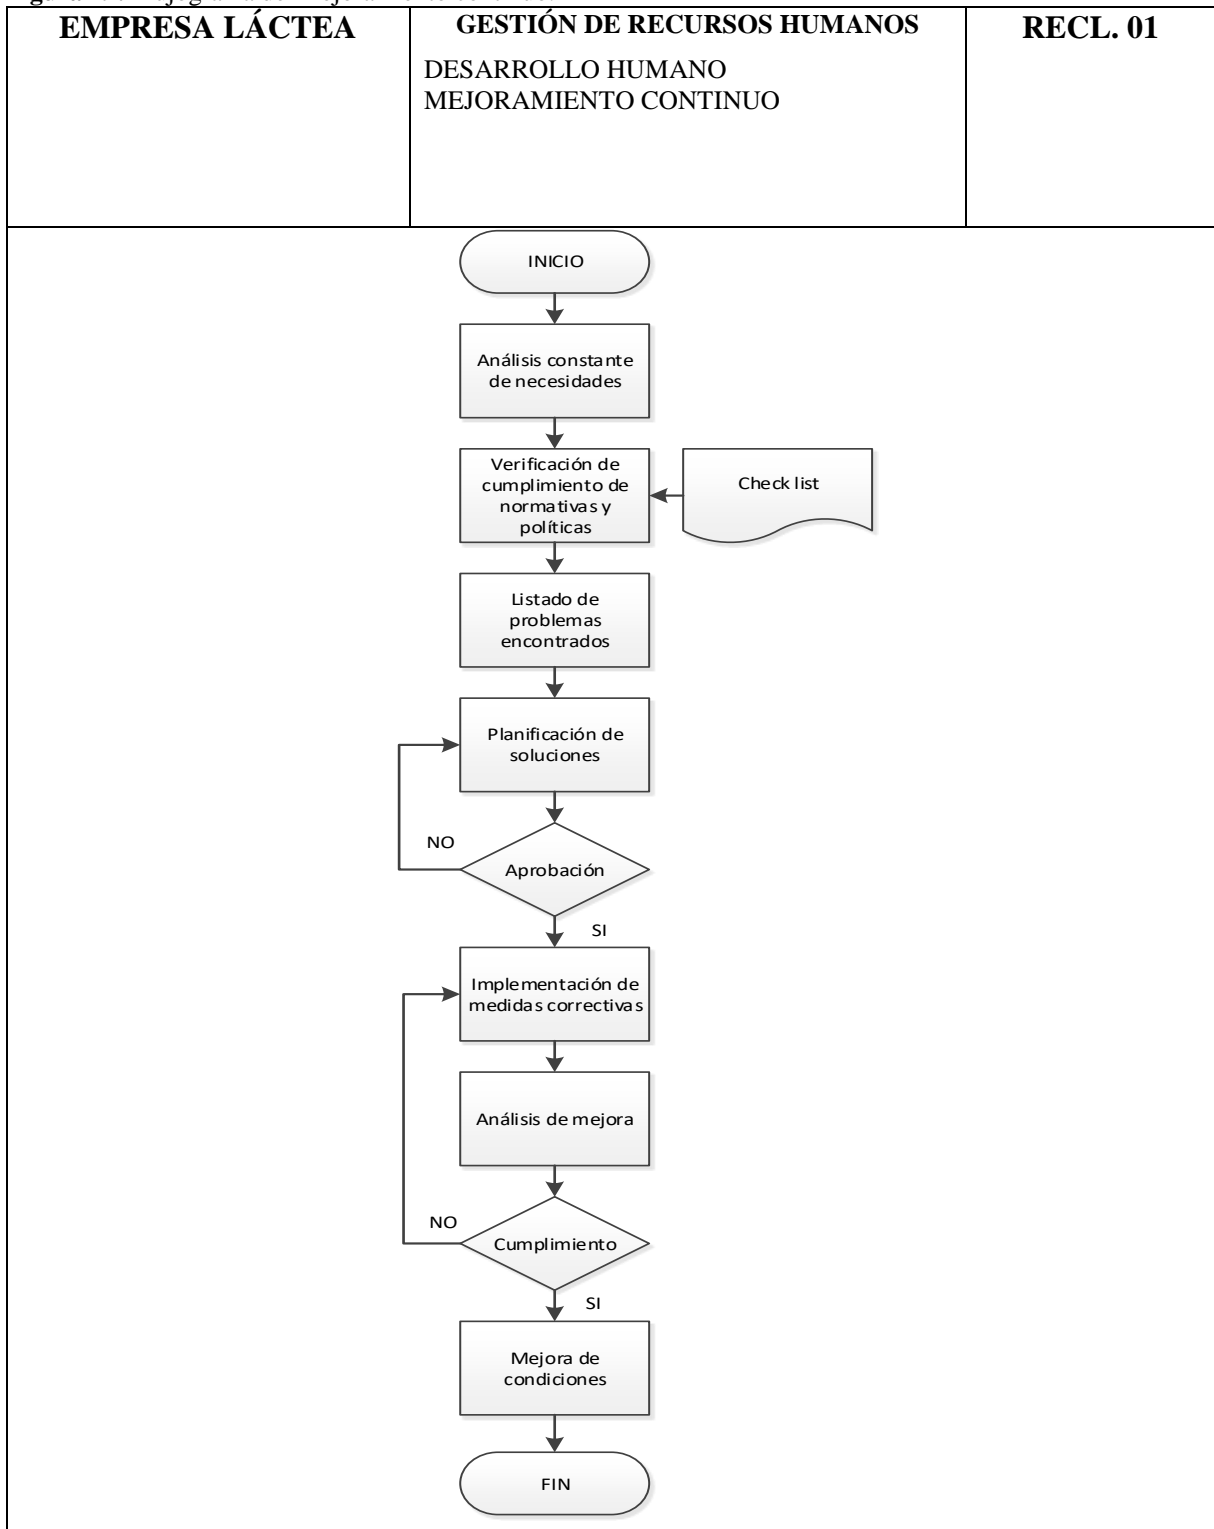 EMPRESA LÁCTEA
GESTIÓN DE RECURSOS HUMANOS
DESARROLLO HUMANO
MEJORAMIENTO CONTINUO
RECL. 01
INICIO
Análisis constante
de necesidades
Verificación de
cumplimiento de
normativas y
políticas
Check list
Listado de
problemas
encontrados
Planificación de
soluciones
NO
Aprobación
SI
Implementación de
medidas correctivas
Análisis de mejora
NO
Cumplimiento
SI
Mejora de
condiciones
FIN